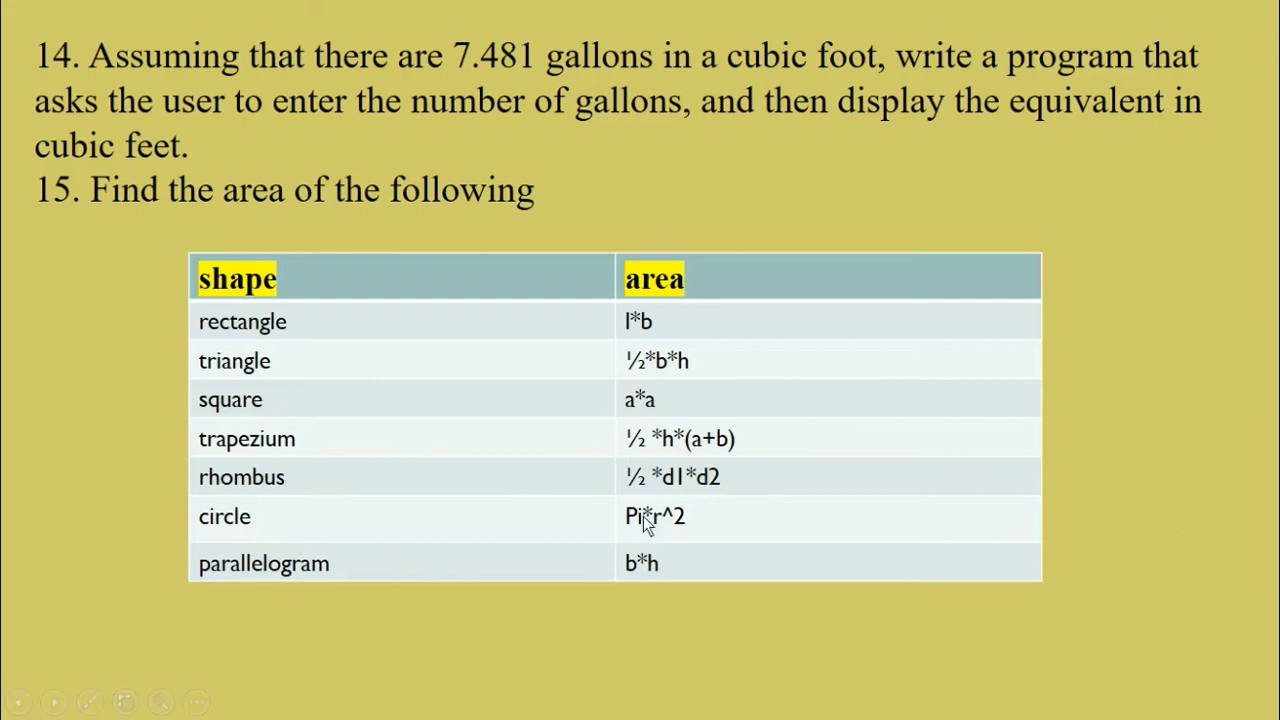 14. Assuming that there are 7.481 gallons in a cubic foot, write a program that
asks the user to enter the number of gallons, and then display the equivalent in
cubic feet.
15. Find the area of the following
shape area
rectangle l*b
triangle ½*b*h
square a*a
trapezium ½ *h*(a+b)
rhombus ½ *d1*d2
circle Pi*r^2
parallelogram b*h